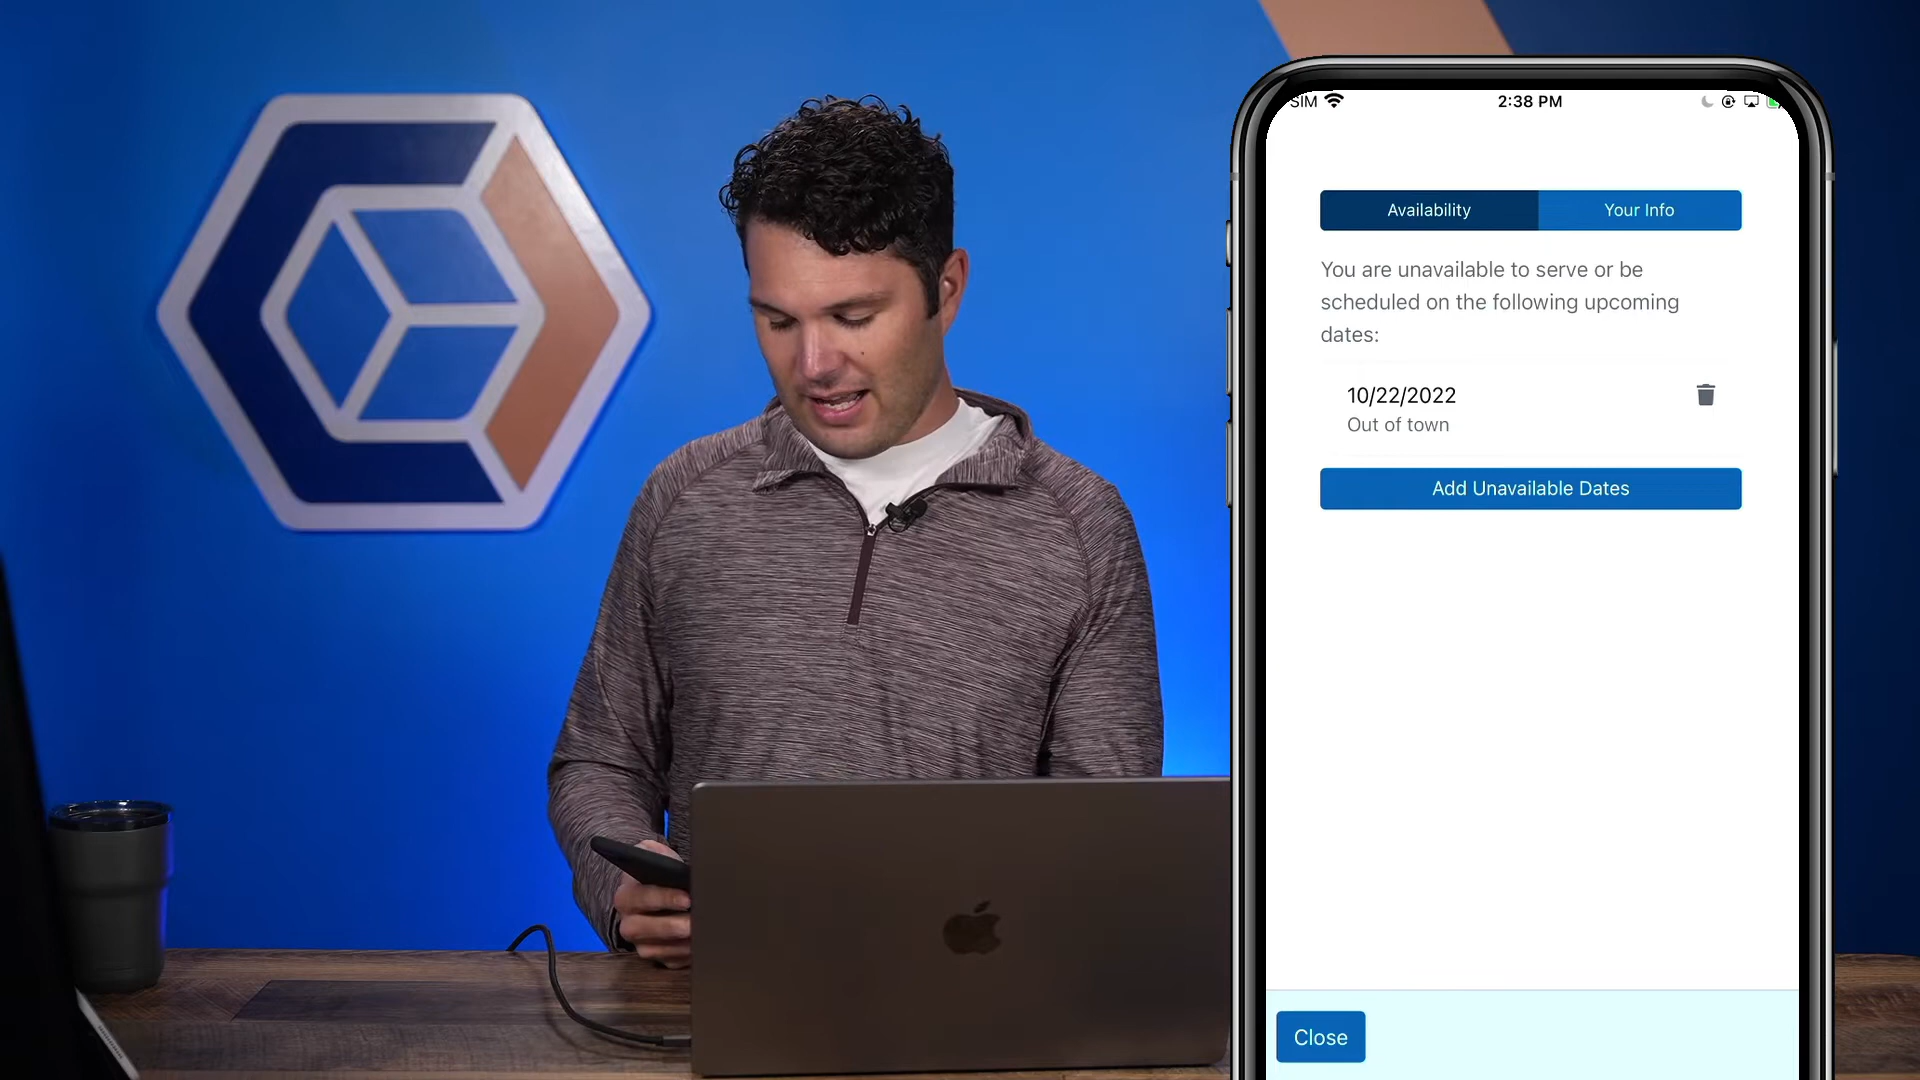 SIM 2:38 PM
Availability Your Info
You are unavailable to serve or be
scheduled on the following upcoming
dates:
10/22/2022
Out of town
Add Unavailable Dates
Close